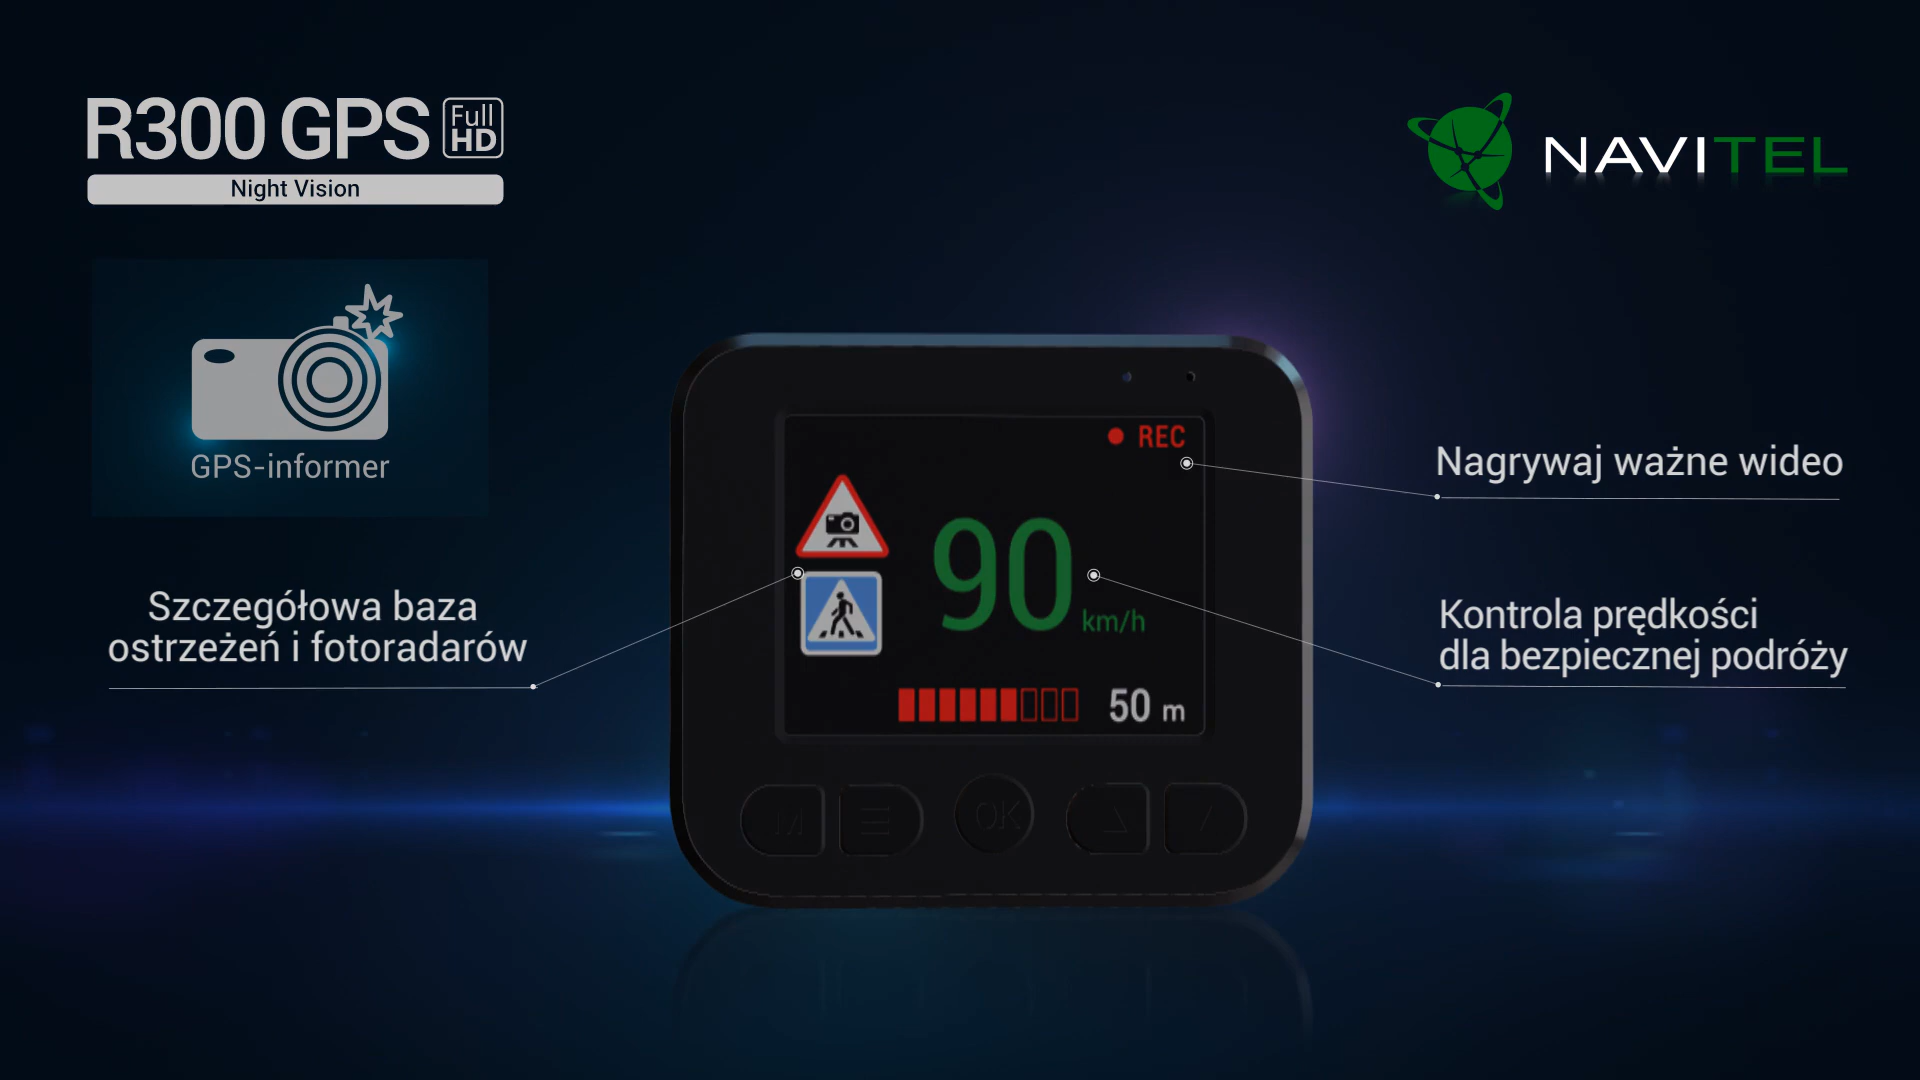 R300 GPS Full HD
Night Vision
NAVITEL
GPS-informer
REC
Nagrywaj ważne wideo
90 km/h
Szczegółowa baza
ostrzeżeń i fotoradarów
Kontrola prędkości
dla bezpiecznej podróży
50 m
M
OK